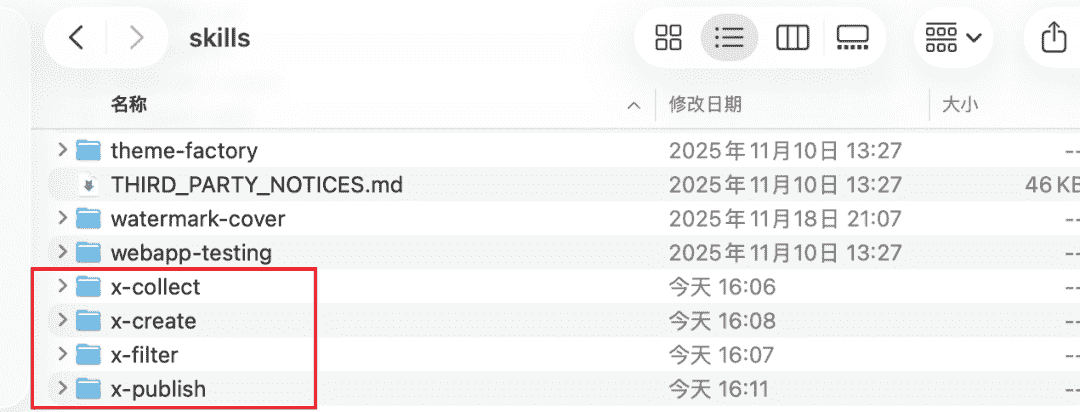 skills
名称 修改日期 大小
theme-factory 2025年11月10日 13:27 --
THIRD_PARTY_NOTICES.md 2025年11月10日 13:27 46 KB
watermark-cover 2025年11月18日 21:07 --
webapp-testing 2025年11月10日 13:27 --
x-collect 今天 16:06 --
x-create 今天 16:08 --
x-filter 今天 16:07 --
x-publish 今天 16:11 --